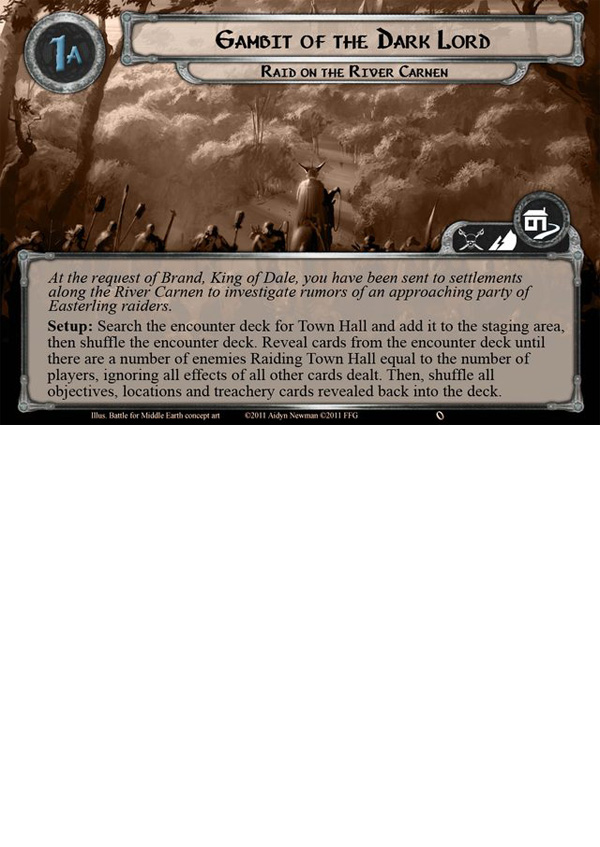 1A
Gambit of the Dark Lord
Raid on the River Carnen
At the request of Brand, King of Dale, you have been sent to settlements
along the River Carnen to investigate rumors of an approaching party of
Easterling raiders.
Setup: Search the encounter deck for Town Hall and add it to the staging area,
then shuffle the encounter deck. Reveal cards from the encounter deck until
there are a number of enemies Raiding Town Hall equal to the number of
players, ignoring all effects of all other cards dealt. Then, shuffle all
objectives, locations and treachery cards revealed back into the deck.
Illus. Battle for Middle Earth concept art ©2011 Aidyn Newman ©2011 FFG 0